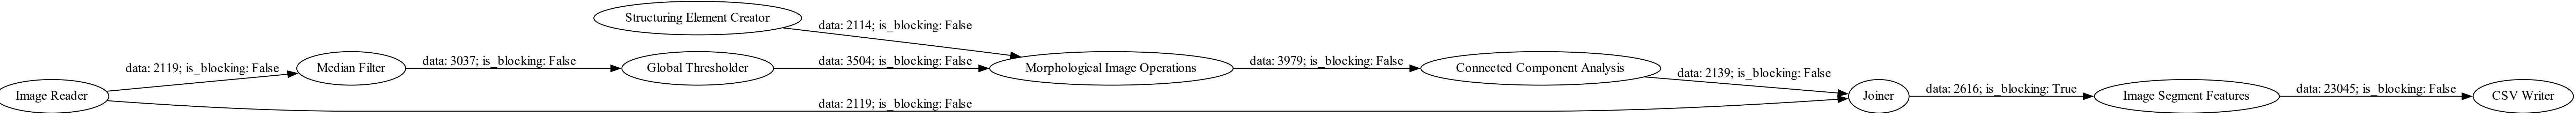 Structuring Element Creator
data: 2114; is_blocking: False
data: 2119; is_blocking: False
Median Filter
data: 3037; is_blocking: False
Global Thresholder
data: 3504; is_blocking: False
Morphological Image Operations
data: 3979; is_blocking: False
Connected Component Analysis
data: 2139; is_blocking: False
Image Reader
data: 2119; is_blocking: False
Joiner
data: 2616; is_blocking: True
Image Segment Features
data: 23045; is_blocking: False
CSV Writer